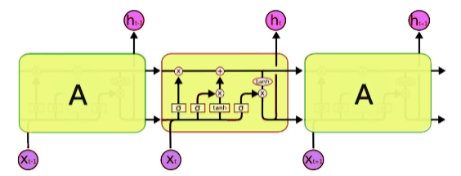 h t-1 h t h t+1
A A
tanh
σ σ tanh σ
X t-1 X t X t+1